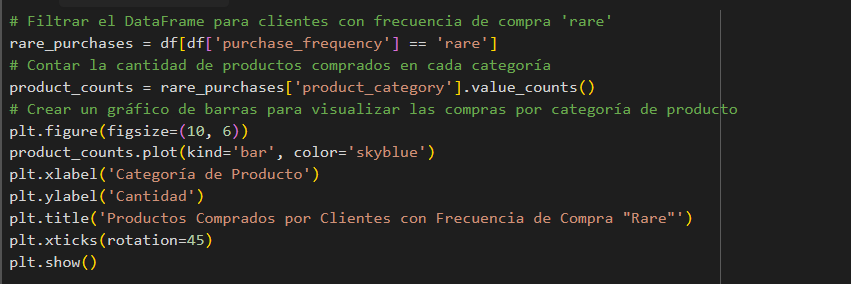 # Filtrar el DataFrame para clientes con frecuencia de compra 'rare'
rare_purchases = df[df['purchase_frequency'] == 'rare']
# Contar la cantidad de productos comprados en cada categoría
product_counts = rare_purchases['product_category'].value_counts()
# Crear un gráfico de barras para visualizar las compras por categoría de producto
plt.figure(figsize=(10, 6))
product_counts.plot(kind='bar', color='skyblue')
plt.xlabel('Categoría de Producto')
plt.ylabel('Cantidad')
plt.title('Productos Comprados por Clientes con Frecuencia de Compra "Rare"')
plt.xticks(rotation=45)
plt.show()